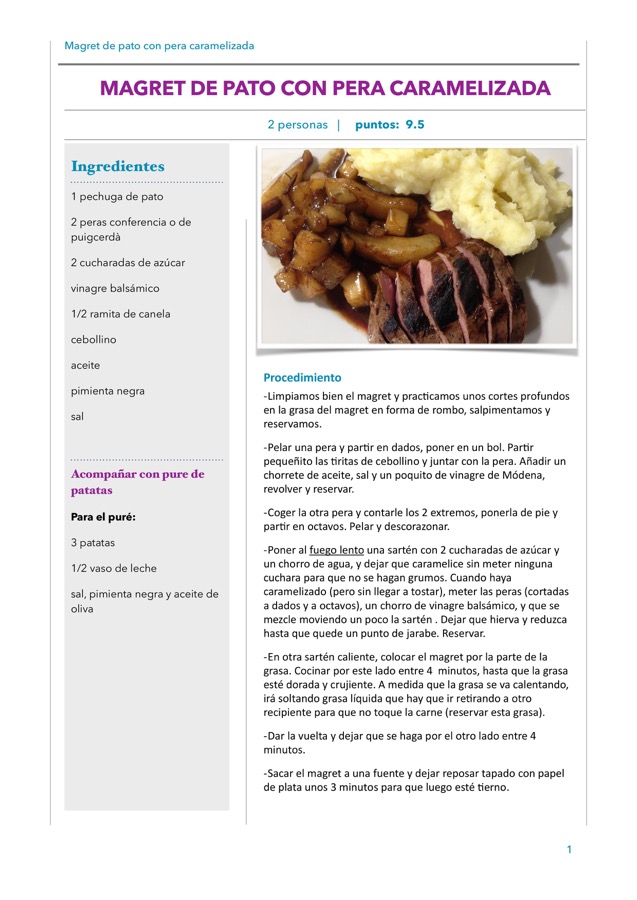 Magret de pato con pera caramelizada
MAGRET DE PATO CON PERA CARAMELIZADA
2 personas | puntos: 9.5
Ingredientes
1 pechuga de pato
2 peras conferencia o de
puigcerdà
2 cucharadas de azúcar
vinagre balsámico
1/2 ramita de canela
cebollino
aceite
pimienta negra
sal
Acompañar con pure de
patatas
Para el puré:
3 patatas
1/2 vaso de leche
sal, pimienta negra y aceite de
oliva
Procedimiento
-Limpiamos bien el magret y practicamos unos cortes profundos
en la grasa del magret en forma de rombo, salpimentamos y
reservamos.
-Pelar una pera y partir en dados, poner en un bol. Partir
pequeñito las tiritas de cebollino y juntar con la pera. Añadir un
chorrete de aceite, sal y un poquito de vinagre de Módena,
revolver y reservar.
-Coger la otra pera y contarle los 2 extremos, ponerla de pie y
partir en octavos. Pelar y descorazonar.
-Poner al fuego lento una sartén con 2 cucharadas de azúcar y
un chorro de agua, y dejar que caramelice sin meter ninguna
cuchara para que no se hagan grumos. Cuando haya
caramelizado (pero sin llegar a tostar), meter las peras (cortadas
a dados y a octavos), un chorro de vinagre balsámico, y que se
mezcle moviendo un poco la sartén . Dejar que hierva y reduzca
hasta que quede un punto de jarabe. Reservar.
-En otra sartén caliente, colocar el magret por la parte de la
grasa. Cocinar por este lado entre 4 minutos, hasta que la grasa
esté dorada y crujiente. A medida que la grasa se va calentando,
irá soltando grasa líquida que hay que ir retirando a otro
recipiente para que no toque la carne (reservar esta grasa).
-Dar la vuelta y dejar que se haga por el otro lado entre 4
minutos.
-Sacar el magret a una fuente y dejar reposar tapado con papel
de plata unos 3 minutos para que luego esté tierno.
1